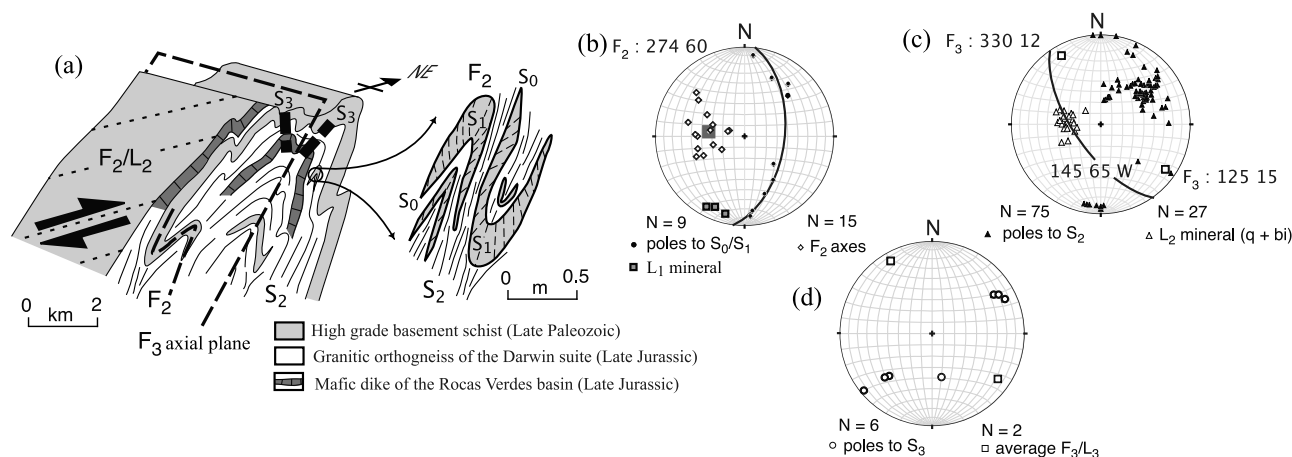 (a)
NE
S3
S3
F2/L2
F2
F3 axial plane
S2
0 2
km
F2
S0
S1
S0
S1
S2
0 0.5
m
High grade basement schist (Late Paleozoic)
Granitic orthogneiss of the Darwin suite (Late Jurassic)
Mafic dike of the Rocas Verdes basin (Late Jurassic)
(b)
N
F2 : 274 60
N = 9
poles to S0/S1
L1 mineral
N = 15
F2 axes
(c)
N
F3 : 330 12
145 65 W
F3 : 125 15
N = 75
poles to S2
N = 27
L2 mineral (q + bi)
(d)
N
N = 6
poles to S3
N = 2
average F3/L3